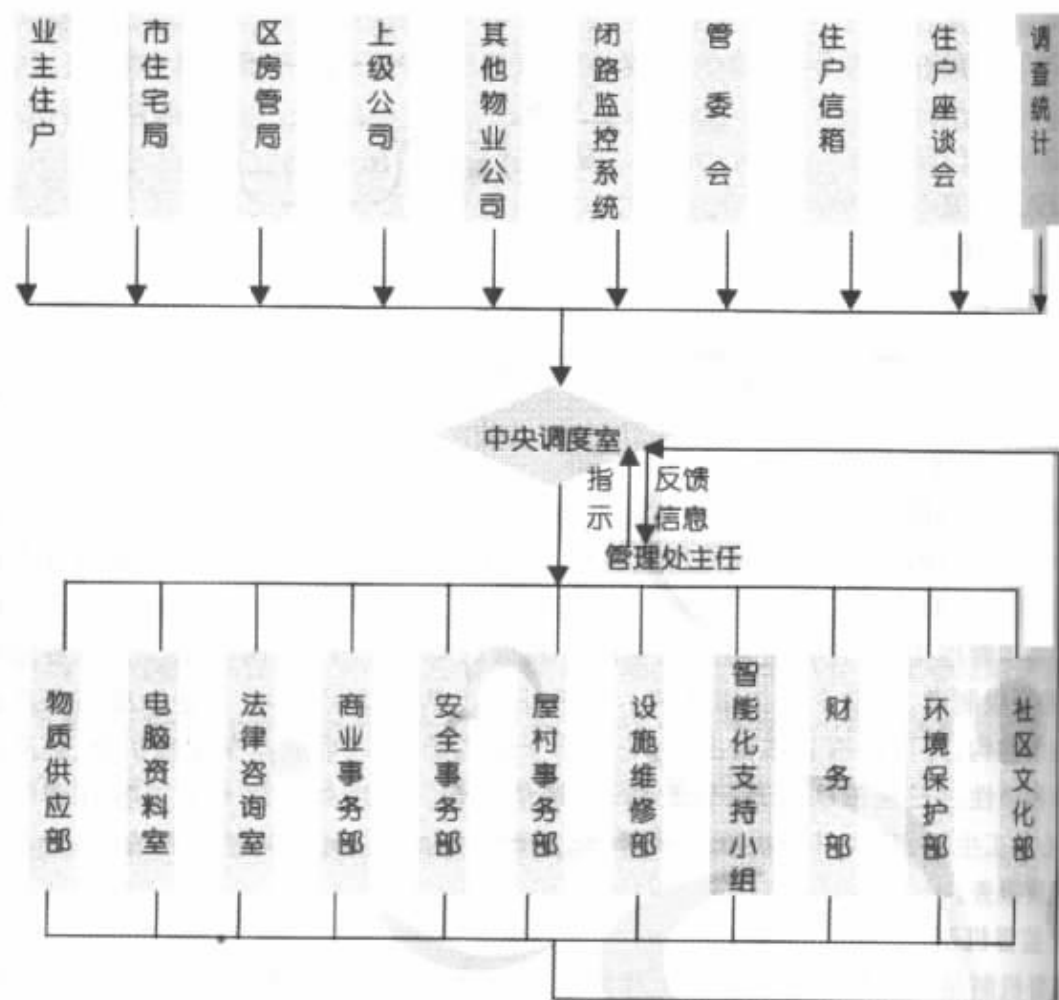 业主住户
市住宅局
区房管局
上级公司
其他物业公司
闭路监控系统
管委会
住户信箱
住户座谈会
调查统计
中央调度室
指示
反馈
信息
管理处主任
物质供应部
电脑资料室
法律咨询室
商业事务部
安全事务部
屋村事务部
设施维修部
智能化支持小组
财务部
环境保护部
社区文化部